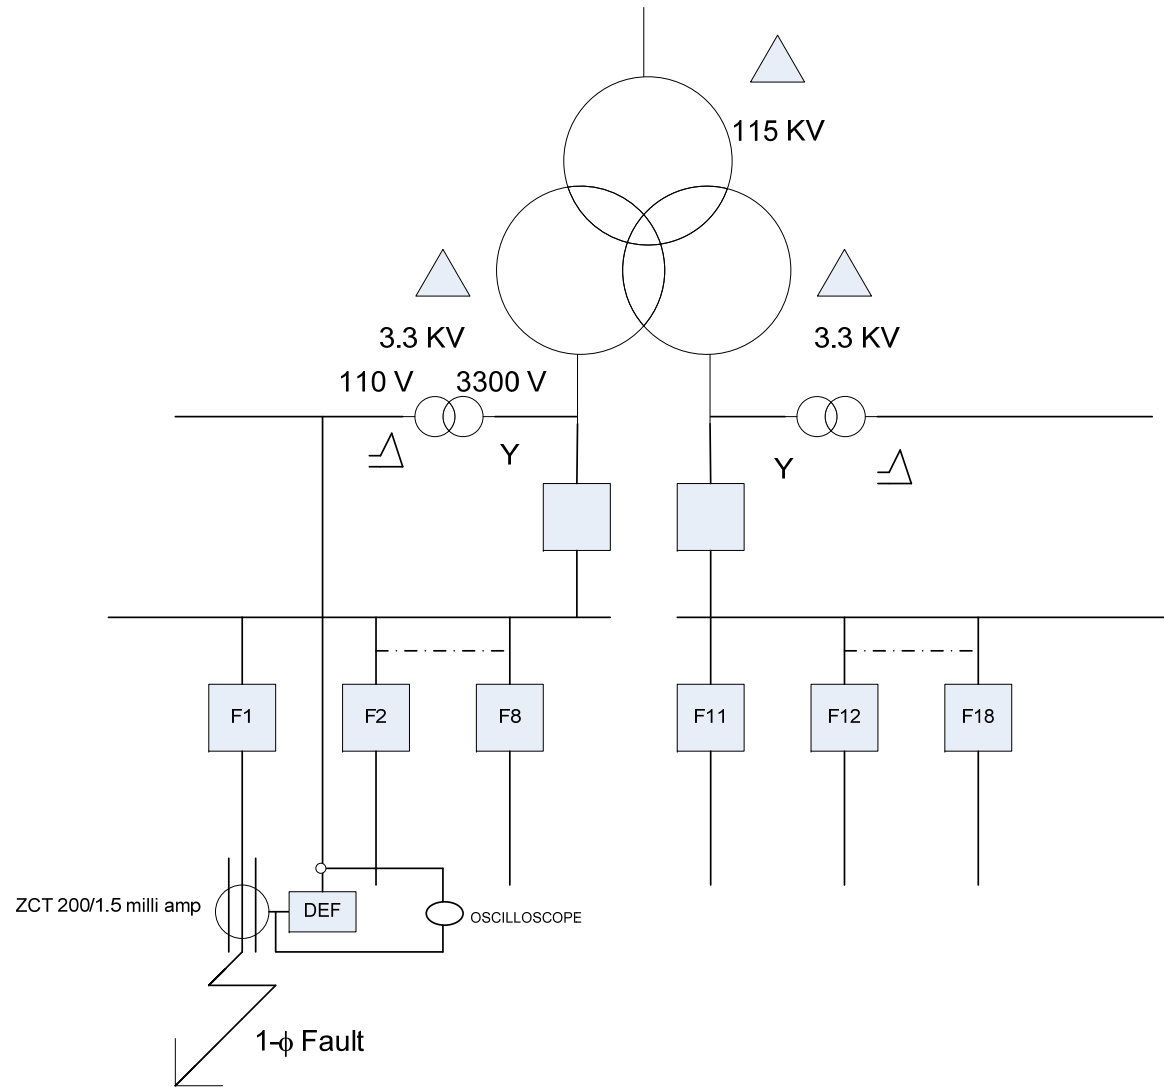 115 KV
3.3 KV
3.3 KV
110 V
3300 V
Y
Y
F1
F2
F8
F11
F12
F18
ZCT 200/1.5 milli amp
DEF
OSCILLOSCOPE
1-ϕ Fault